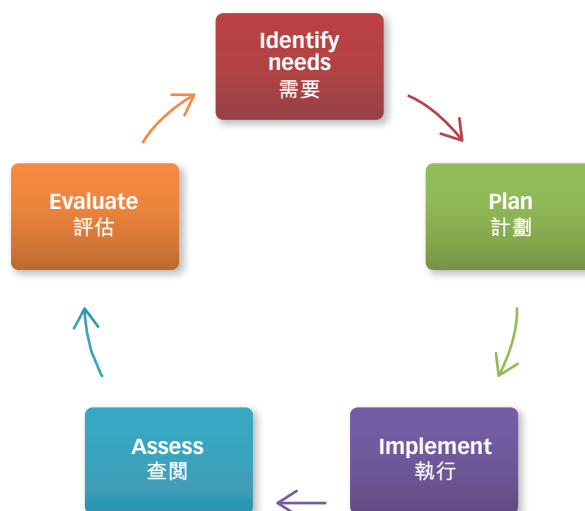 Identify
needs
需要
Plan
計劃
Implement
執行
Assess
查閱
Evaluate
評估